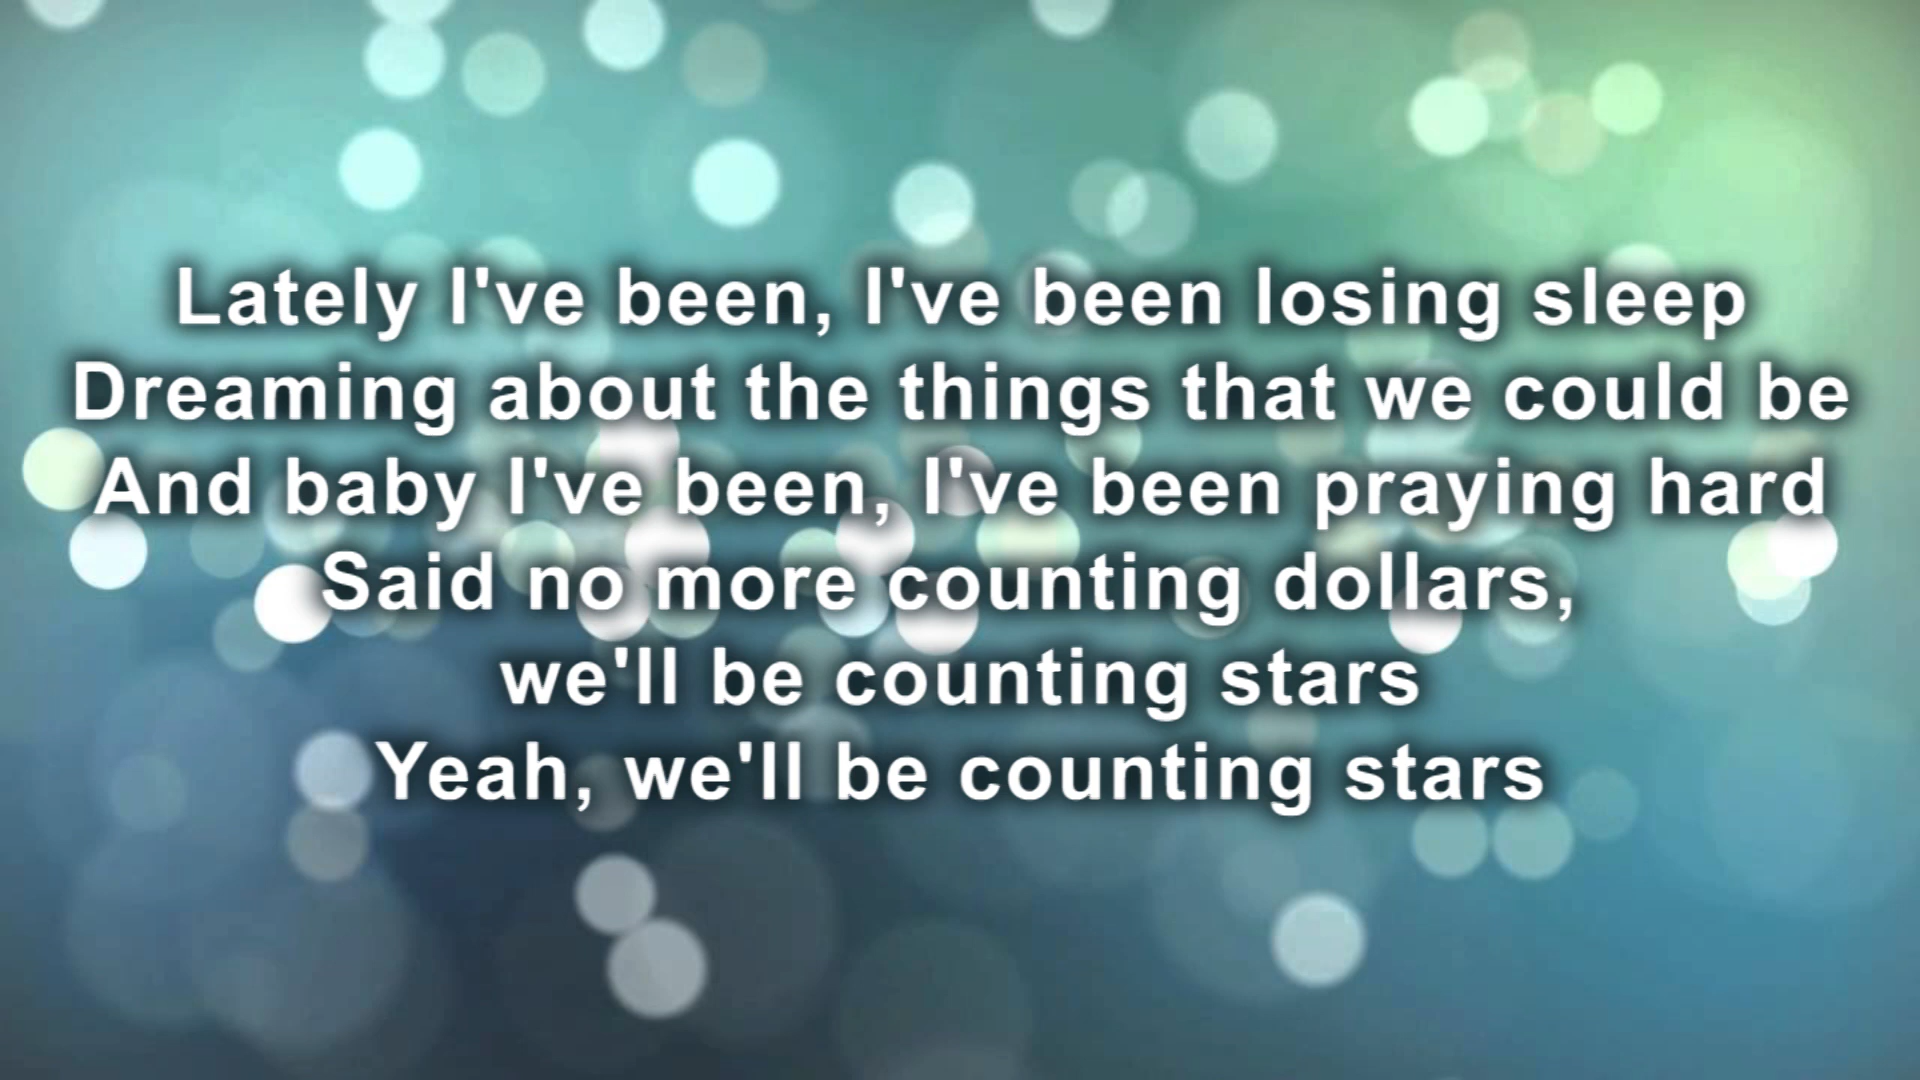 Lately I've been, I've been losing sleep
Dreaming about the things that we could be
And baby I've been, I've been praying hard
Said no more counting dollars,
we'll be counting stars
Yeah, we'll be counting stars